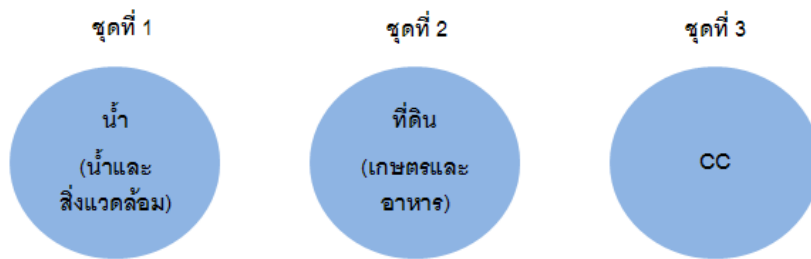 ชุดที่ 1
ชุดที่ 2
ชุดที่ 3
น้ำ
(น้ำและ
สิ่งแวดล้อม)
ที่ดิน
(เกษตรและ
อาหาร)
CC